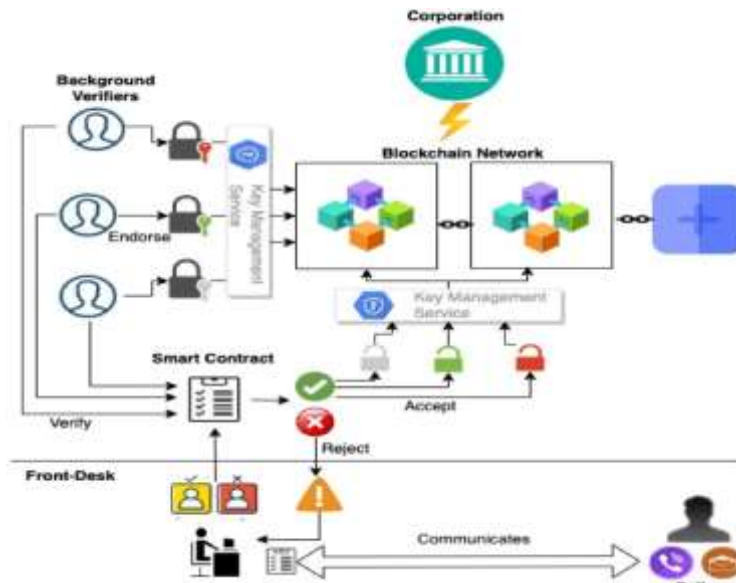 Corporation
Background
Verifiers
Blockchain Network
Key Management
Service
Endorse
Key Management
Service
Smart Contract
Accept
Verify
Reject
Front-Desk
Communicates